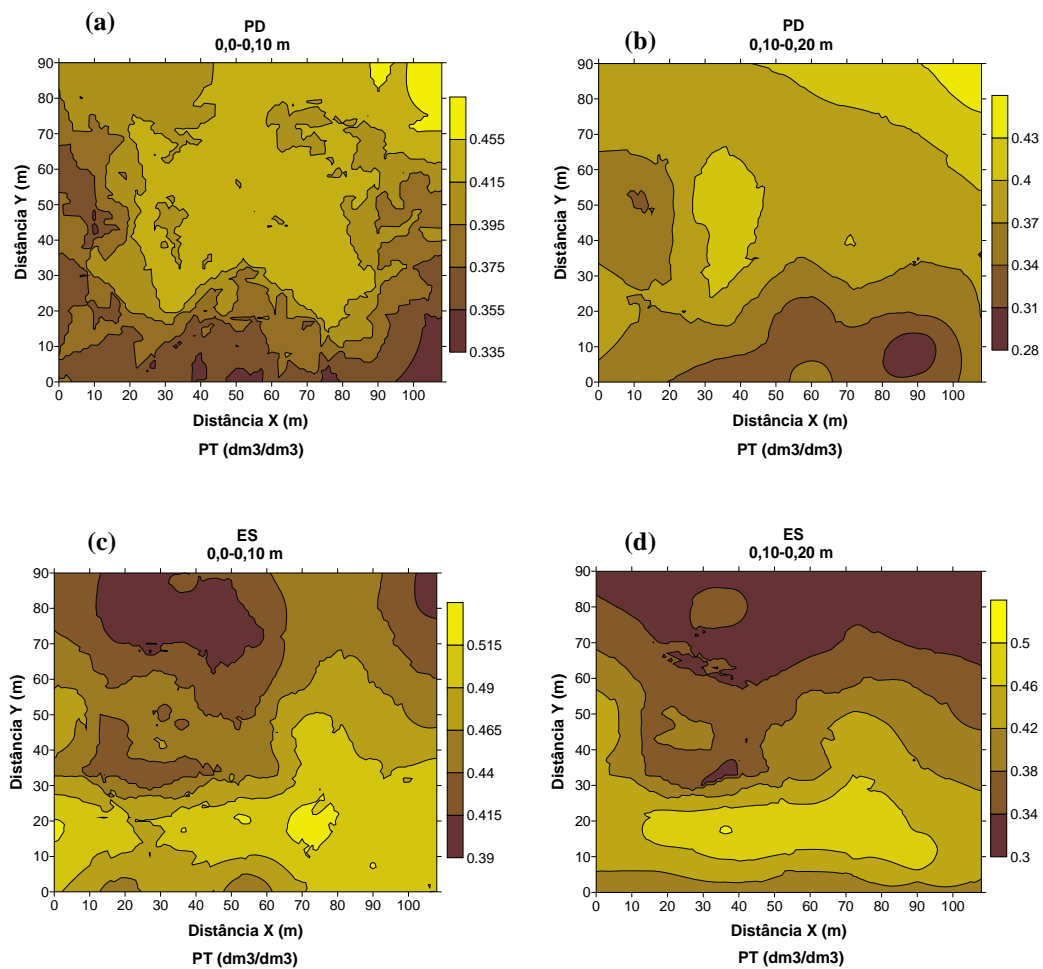 (a)
PD
0,0-0,10 m
90
80
70
60
50
40
30
20
10
0
Distância Y (m)
0 10 20 30 40 50 60 70 80 90 100
Distância X (m)
PT (dm3/dm3)
0.455
0.415
0.395
0.375
0.355
0.335
(b)
PD
0,10-0,20 m
90
80
70
60
50
40
30
20
10
0
Distância Y (m)
0 10 20 30 40 50 60 70 80 90 100
Distância X (m)
PT (dm3/dm3)
0.43
0.4
0.37
0.34
0.31
0.28
(c)
ES
0,0-0,10 m
90
80
70
60
50
40
30
20
10
0
Distância Y (m)
0 10 20 30 40 50 60 70 80 90 100
Distância X (m)
PT (dm3/dm3)
0.515
0.49
0.465
0.44
0.415
0.39
(d)
ES
0,10-0,20 m
90
80
70
60
50
40
30
20
10
0
Distância Y (m)
0 10 20 30 40 50 60 70 80 90 100
Distância X (m)
PT (dm3/dm3)
0.5
0.46
0.42
0.38
0.34
0.3